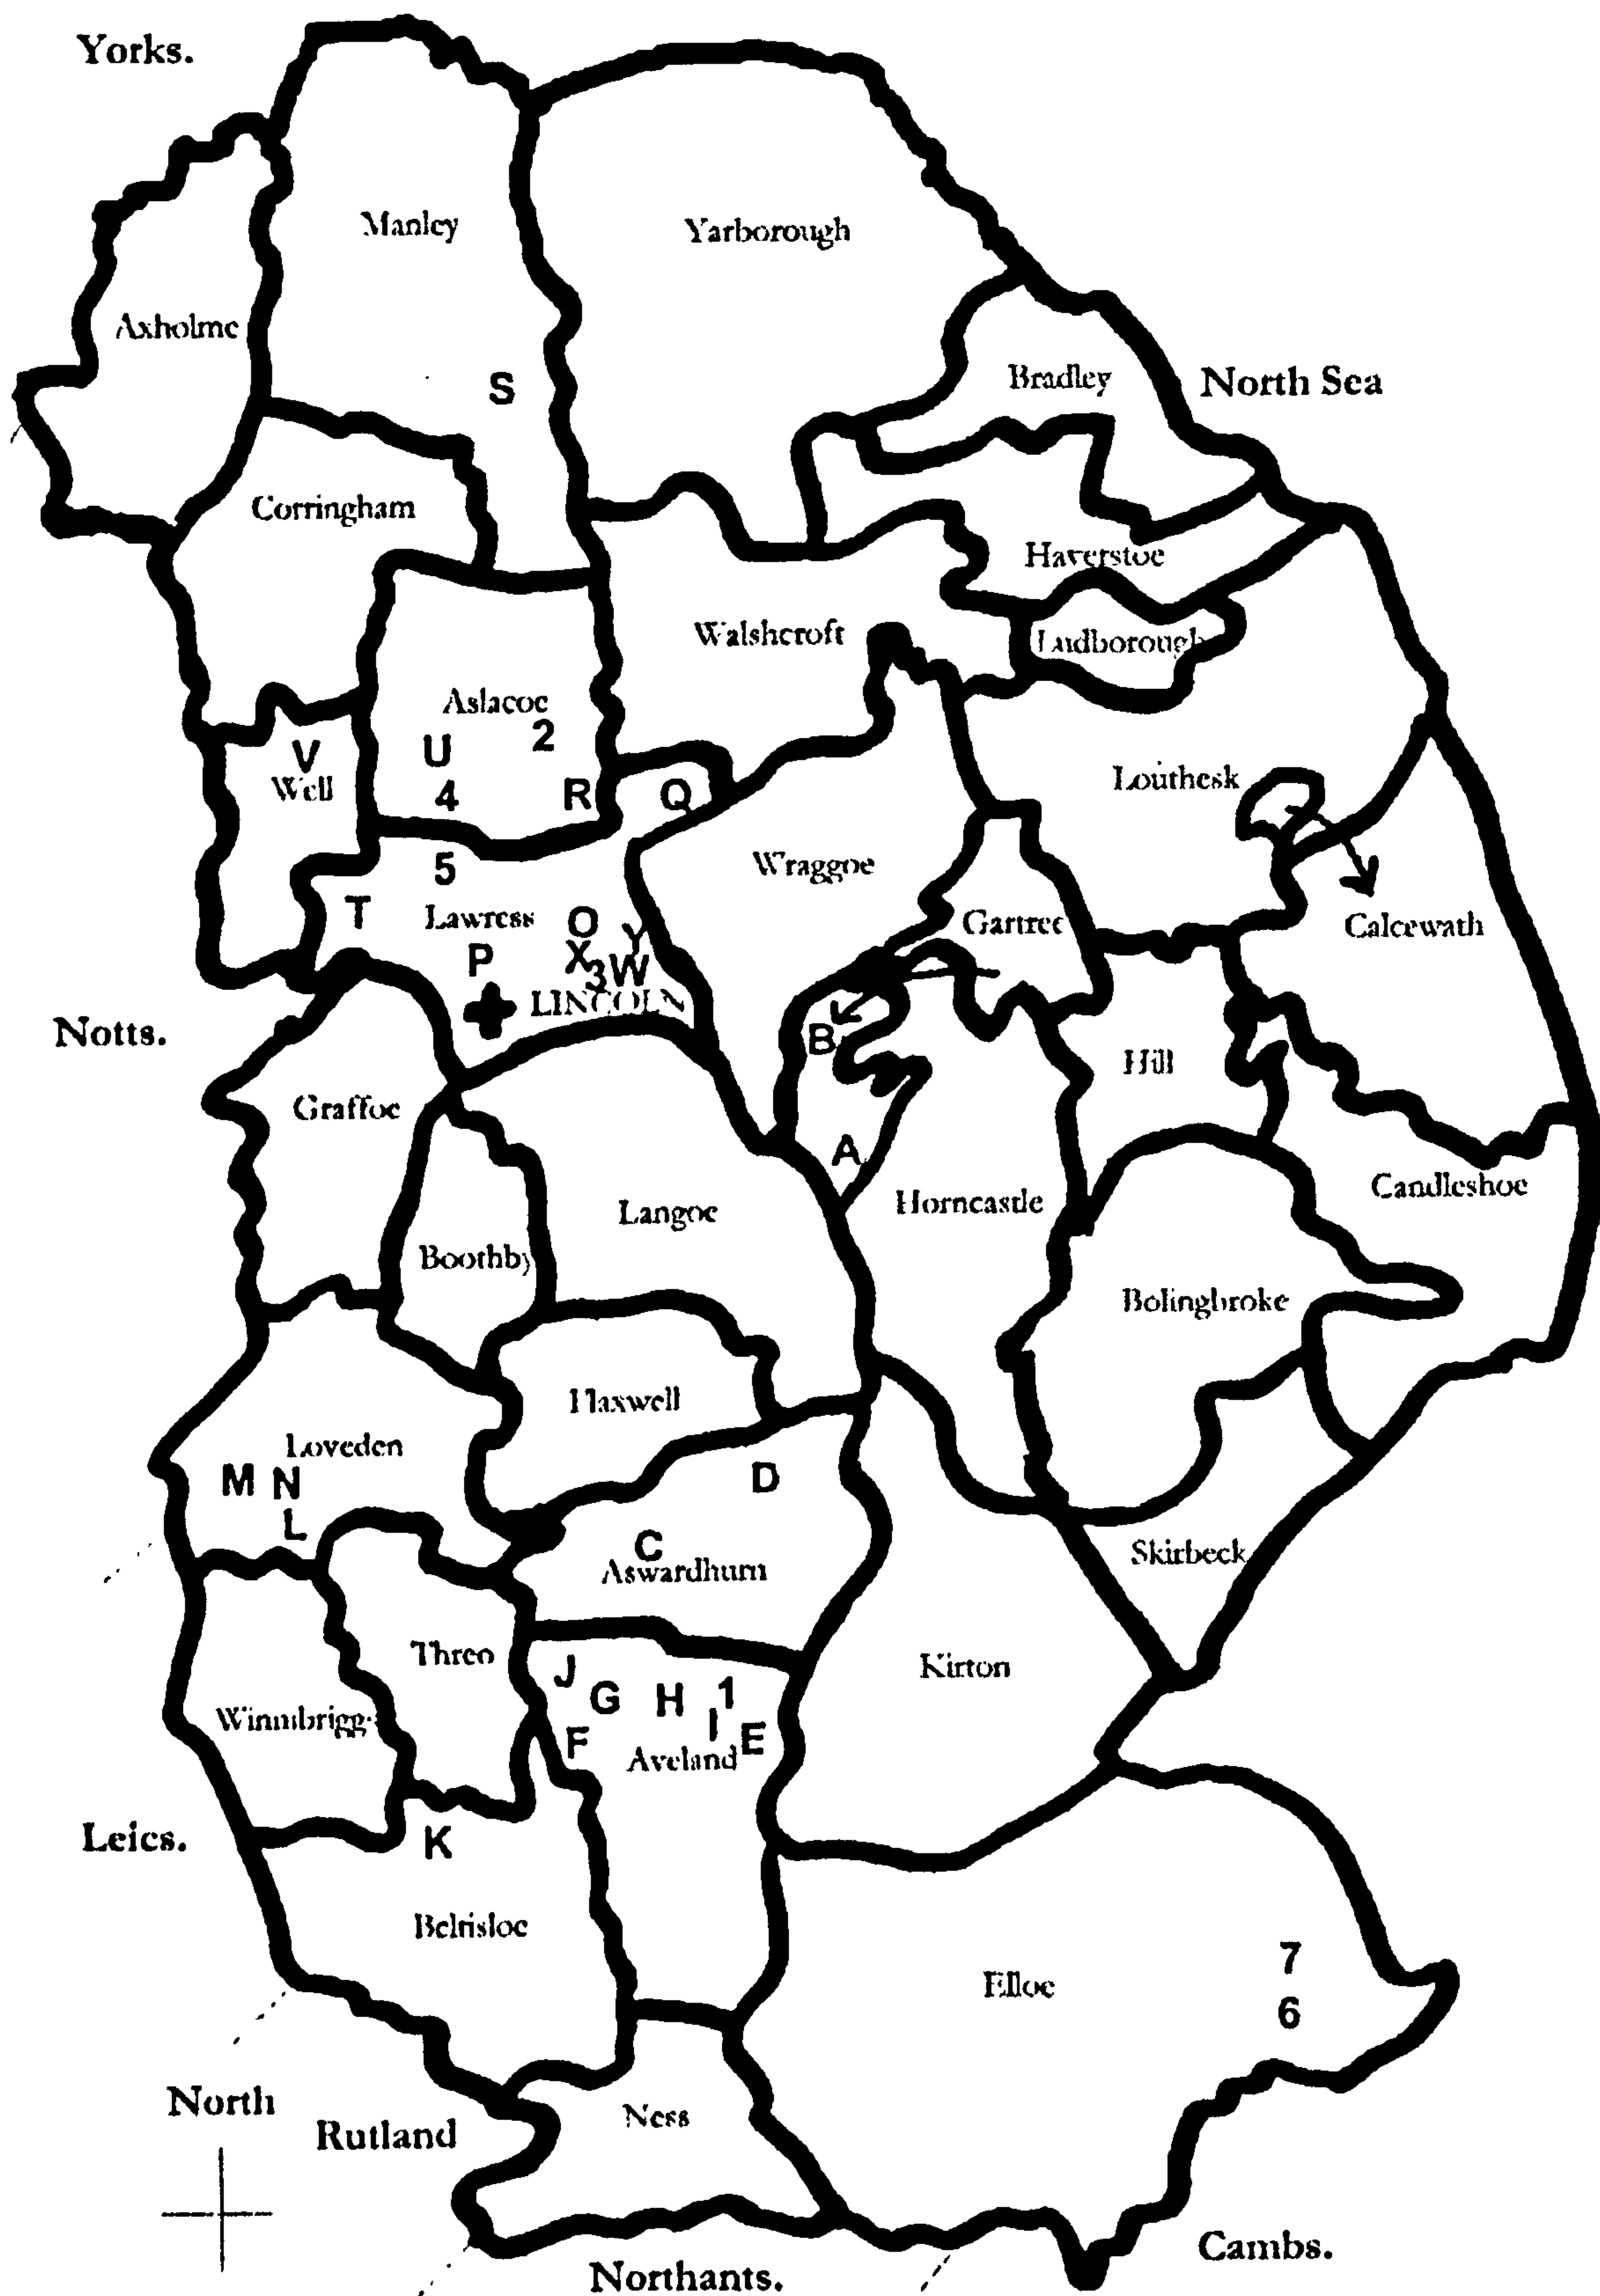 Yorks.
Manley
Yarborough
Axholme
S
Bradley
North Sea
Corringham
Haverstoe
Walshcroft
Ludborough
Aslacoe
V
U
2
Well
4
R
Q
Louthesk
5
Wraggoe
T
Lawress
O
Y
Gartree
Calcewath
P
X
3
W
LINCOLN
Notts.
B
Hill
Graffoe
A
Candleshoe
Langoe
Horncastle
Boothby
Bolingbroke
Flaxwell
Loveden
M
N
D
L
C
Aswardhurn
Skirbeck
Threo
J
Kirton
G
H
1
Winnibriggs
F
I
E
Aveland
Leics.
K
Beltisloe
7
Elloe
6
North
Rutland
Ness
Cambs.
Northants.